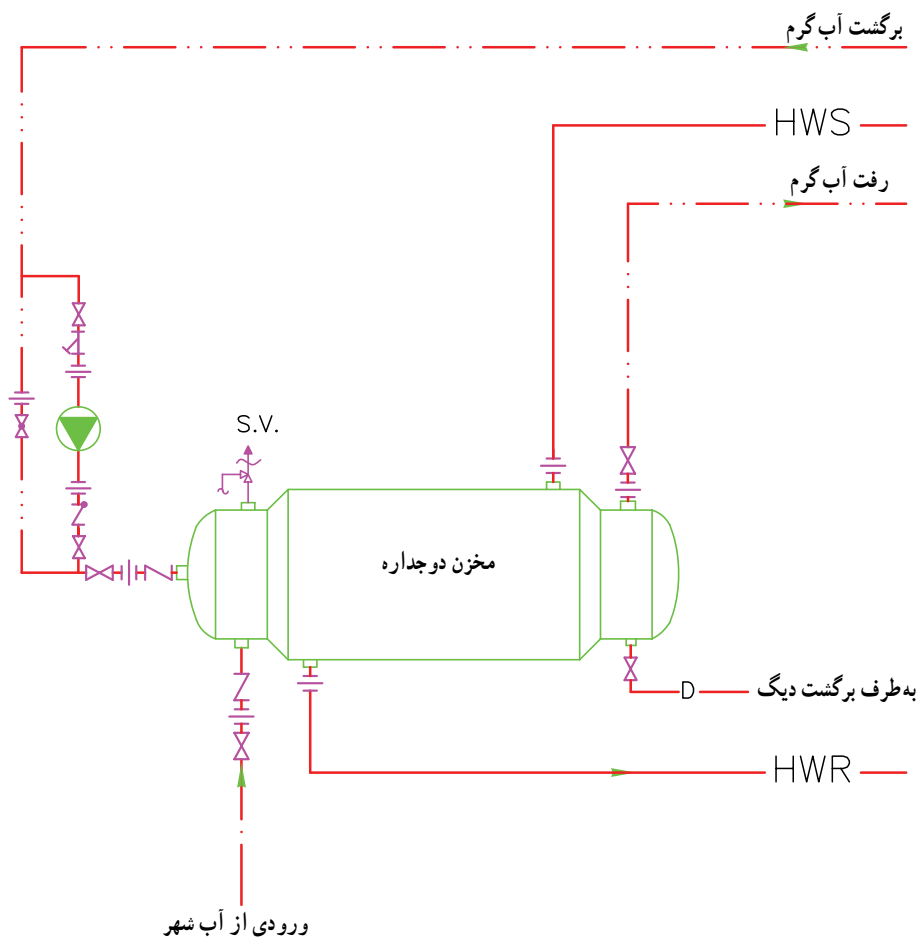 برگشت آب گرم
HWS
رفت آب گرم
S.V.
مخزن دوجداره
D به‌طرف برگشت دیگ
HWR
ورودی از آب شهر